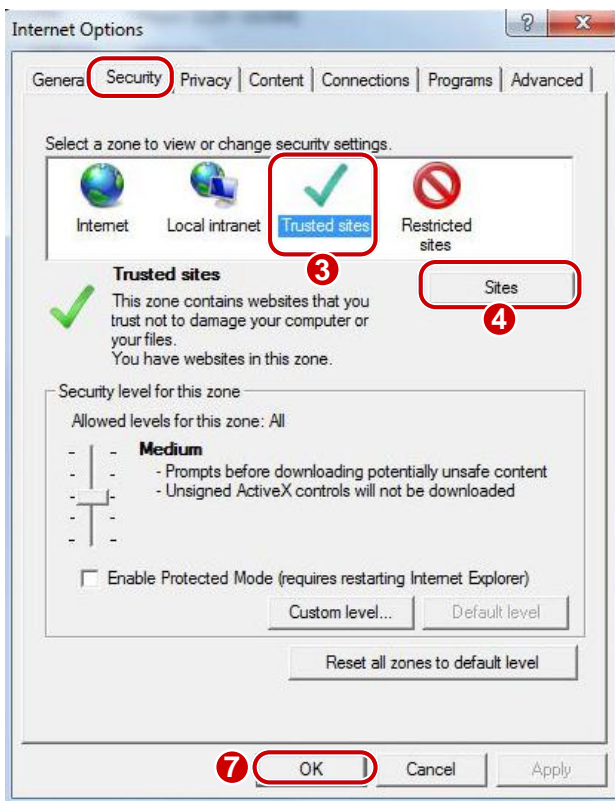 Internet Options
General Security Privacy Content Connections Programs Advanced
Select a zone to view or change security settings.
Internet Local intranet Trusted sites Restricted sites
3
Trusted sites
Sites
4
This zone contains websites that you
trust not to damage your computer or
your files.
You have websites in this zone.
Security level for this zone
Allowed levels for this zone: All
Medium
- Prompts before downloading potentially unsafe content
- Unsigned ActiveX controls will not be downloaded
Enable Protected Mode (requires restarting Internet Explorer)
Custom level... Default level
Reset all zones to default level
7 OK Cancel Apply